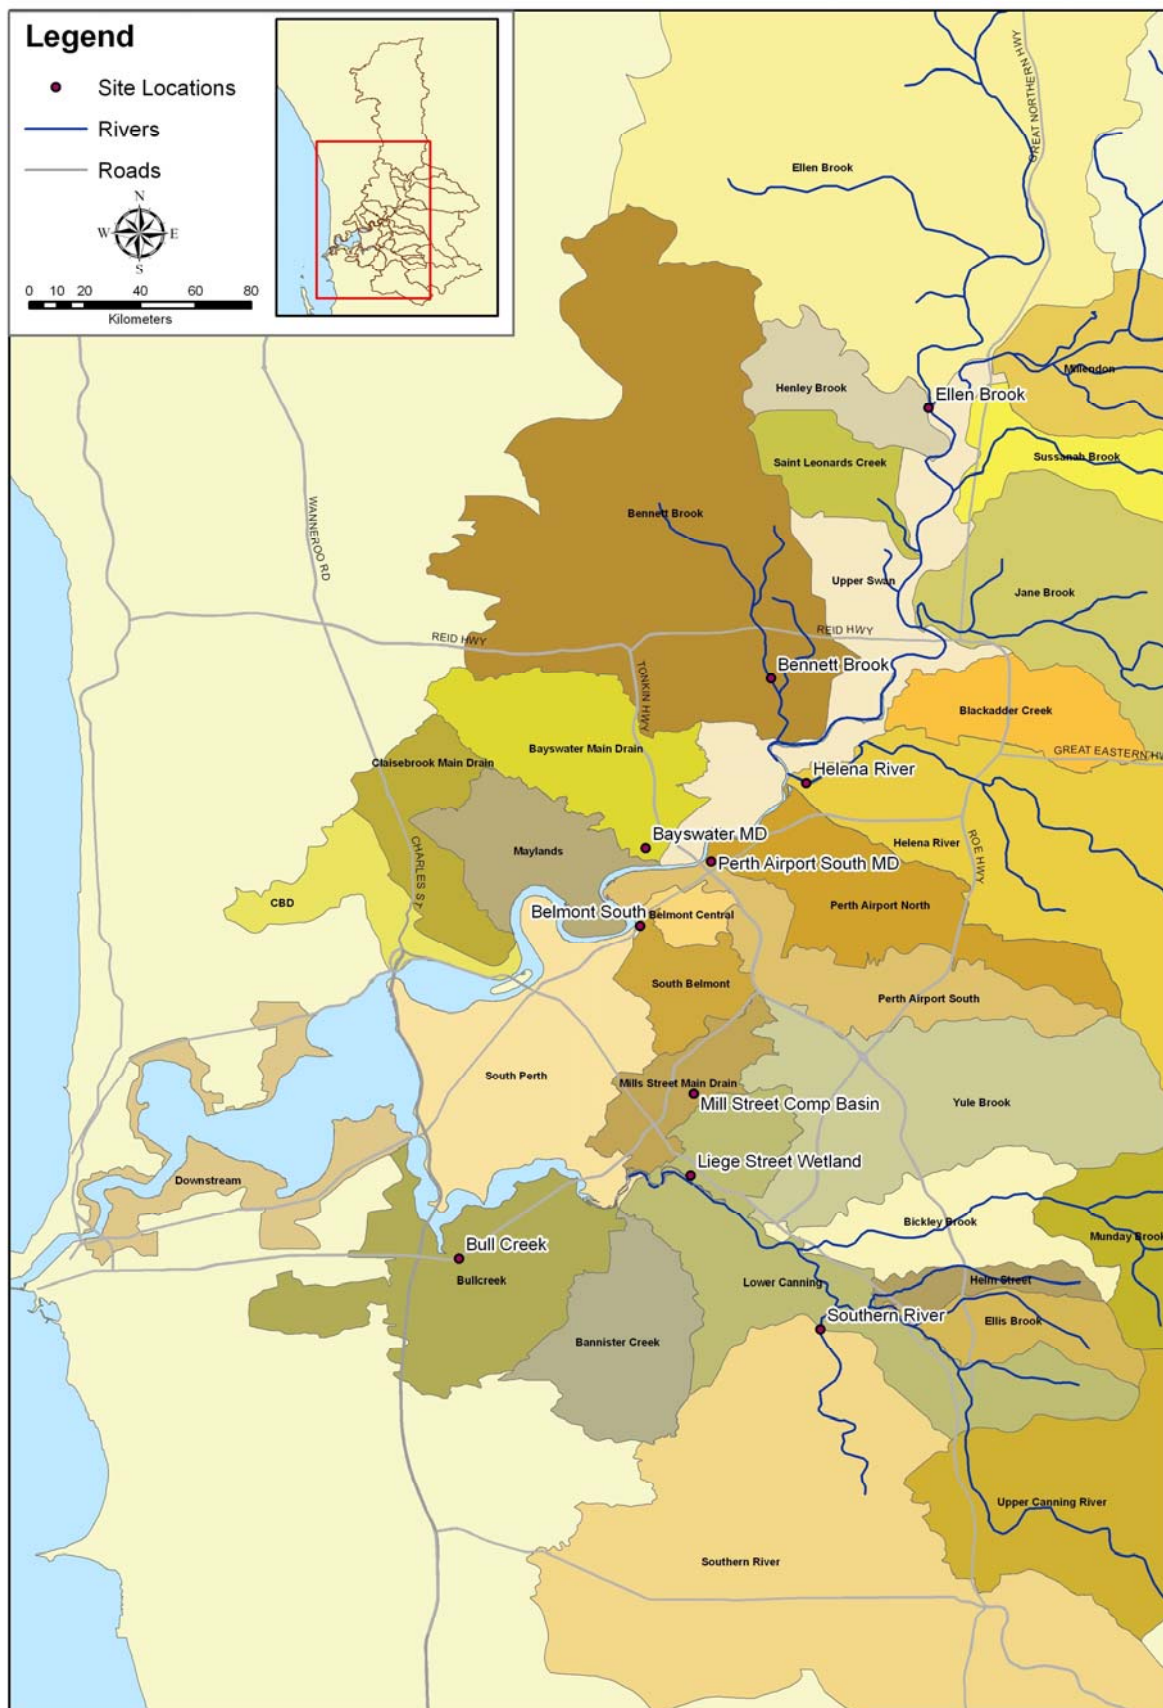 Legend
Site Locations
Rivers
Roads
N
W E
S
0 10 20 40 60 80
Kilometers
GREAT NORTHERN HWY
Ellen Brook
Henley Brook
Millendon
Ellen Brook
Saint Leonards Creek
Sussanah Brook
WANNEROO RD
Bennett Brook
Upper Swan
Jane Brook
REID HWY
REID HWY
Bennett Brook
TONKIN HWY
Blackadder Creek
Bayswater Main Drain
GREAT EASTERN HW
Claisebrook Main Drain
Helena River
Bayswater MD
Helena River
ROE HWY
Maylands
CHARLES ST
Perth Airport South MD
CBD
Perth Airport North
Belmont South
Belmont Central
South Belmont
Perth Airport South
South Perth
Mills Street Main Drain
Mill Street Comp Basin
Yule Brook
Liege Street Wetland
Downstream
Bickley Brook
Munday Brook
Bull Creek
Bullcreek
Lower Canning
Helm Street
Southern River
Ellis Brook
Bannister Creek
Upper Canning River
Southern River